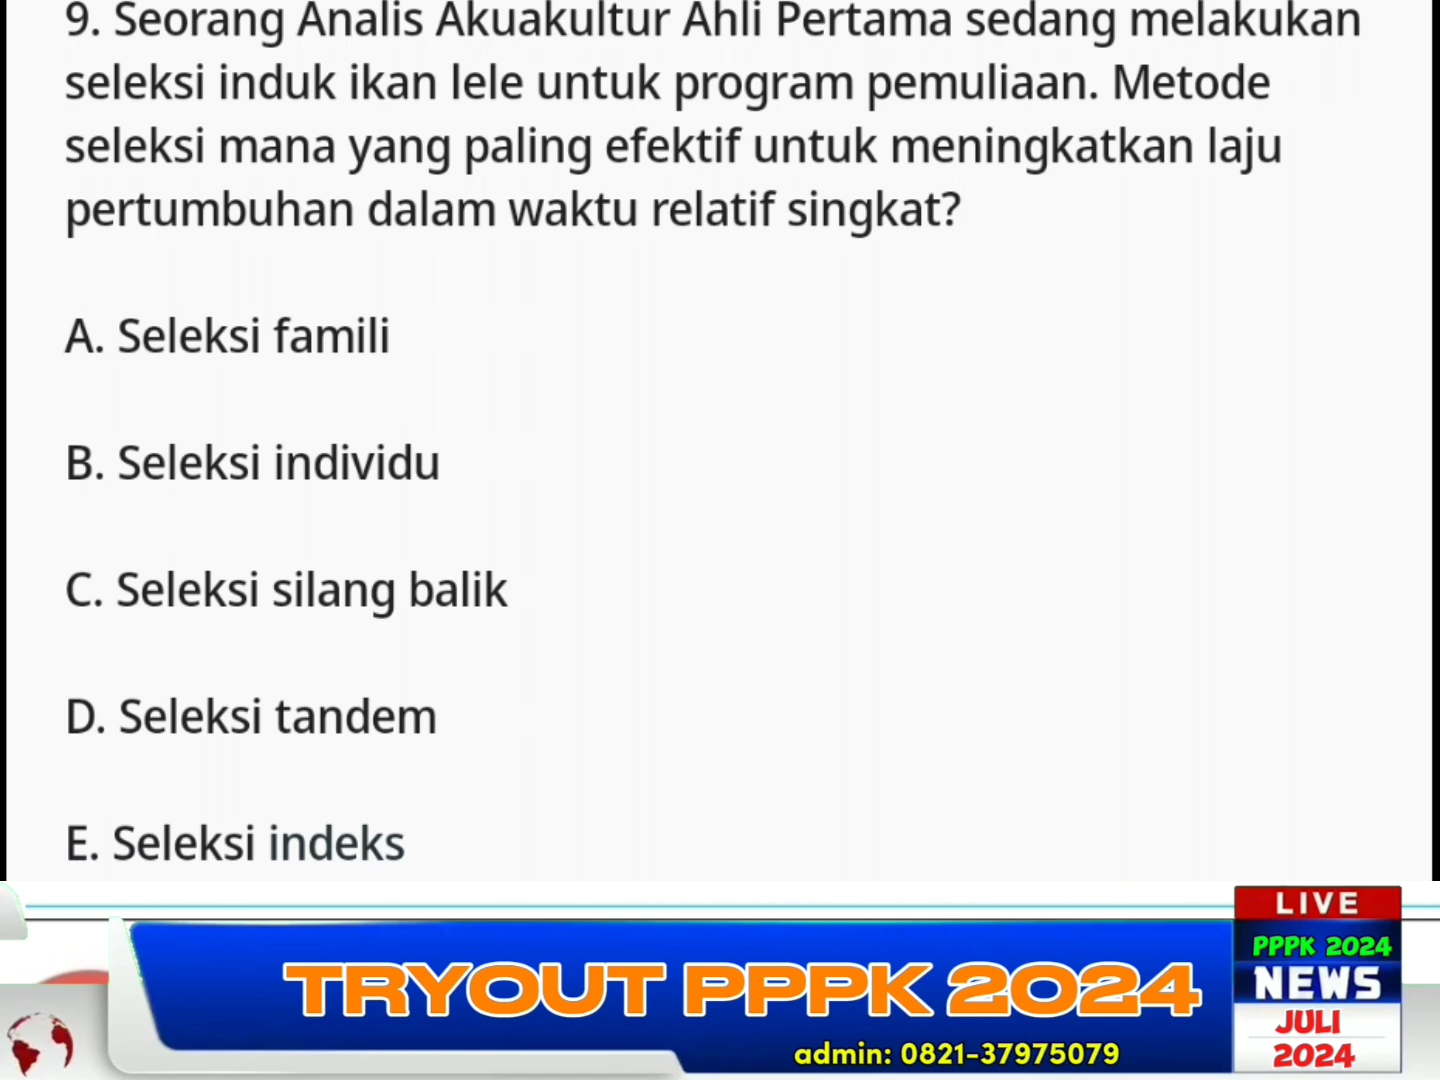 9. Seorang Analis Akuakultur Ahli Pertama sedang melakukan
seleksi induk ikan lele untuk program pemuliaan. Metode
seleksi mana yang paling efektif untuk meningkatkan laju
pertumbuhan dalam waktu relatif singkat?
A. Seleksi famili
B. Seleksi individu
C. Seleksi silang balik
D. Seleksi tandem
E. Seleksi indeks
LIVE
PPPK 2024
NEWS
JULI
2024
TRYOUT PPPK 2024
admin: 0821-37975079